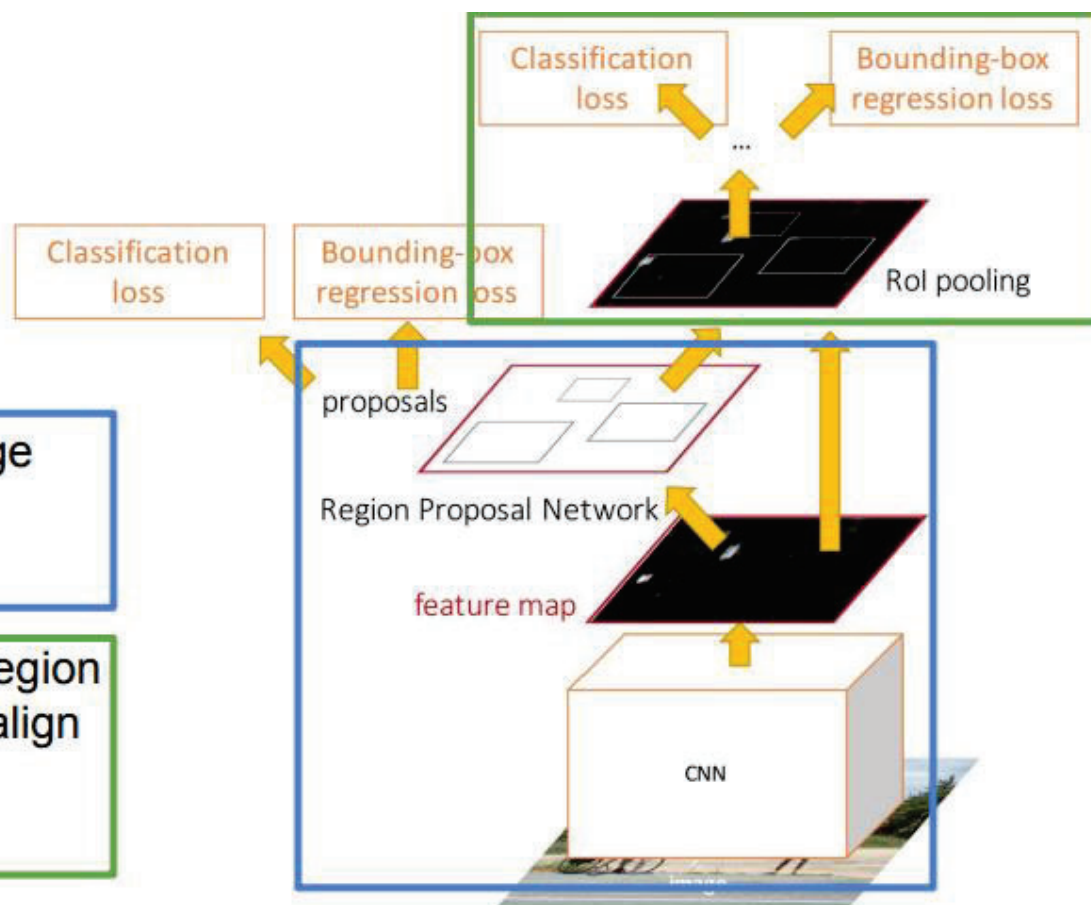 Classification
loss
Bounding-box
regression loss
...
RoI pooling
Classification
loss
Bounding-box
regression loss
proposals
Region Proposal Network
feature map
CNN
image
ge
egion
align